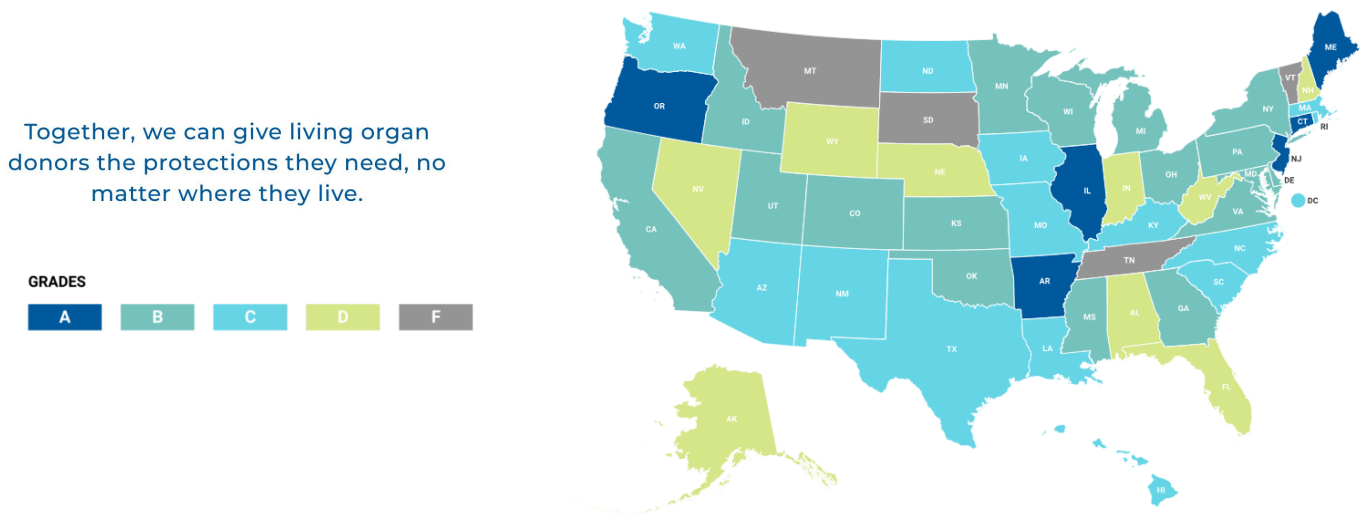 Together, we can give living organ
donors the protections they need, no
matter where they live.
GRADES
A B C D F
WA
MT
ND
MN
ME
VT
NH
OR
ID
SD
WI
MI
NY
MA
CT
RI
WY
NV
NE
IA
IL
IN
OH
PA
NJ
MD
DE
DC
CA
UT
CO
KS
MO
KY
WV
VA
AZ
NM
OK
AR
TN
NC
SC
TX
LA
MS
AL
GA
FL
AK
HI